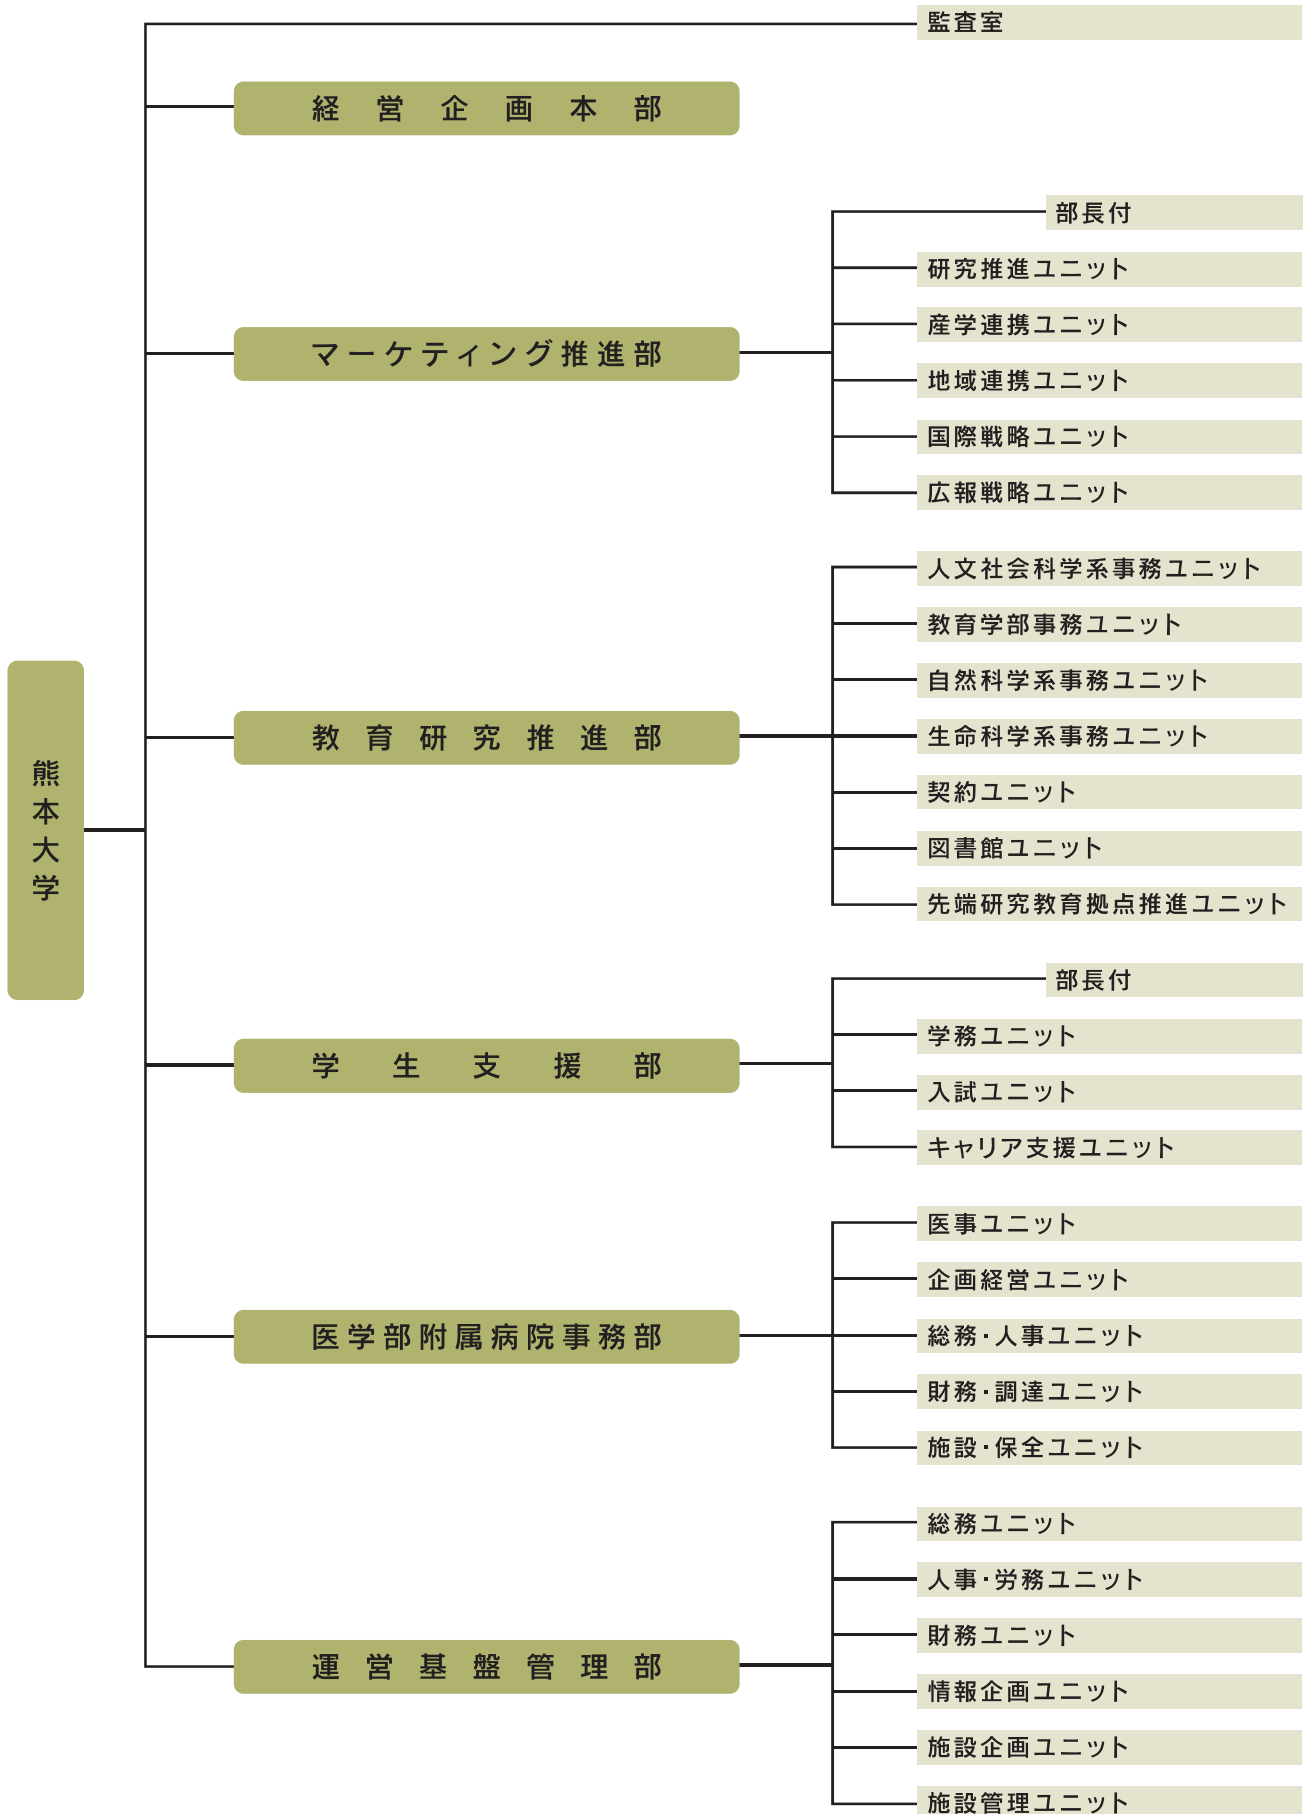 熊本大学
監査室
経営企画本部
マーケティング推進部
部長付
研究推進ユニット
産学連携ユニット
地域連携ユニット
国際戦略ユニット
広報戦略ユニット
教育研究推進部
人文社会科学系事務ユニット
教育学部事務ユニット
自然科学系事務ユニット
生命科学系事務ユニット
契約ユニット
図書館ユニット
先端研究教育拠点推進ユニット
学生支援部
部長付
学務ユニット
入試ユニット
キャリア支援ユニット
医学部附属病院事務部
医事ユニット
企画経営ユニット
総務・人事ユニット
財務・調達ユニット
施設・保全ユニット
運営基盤管理部
総務ユニット
人事・労務ユニット
財務ユニット
情報企画ユニット
施設企画ユニット
施設管理ユニット